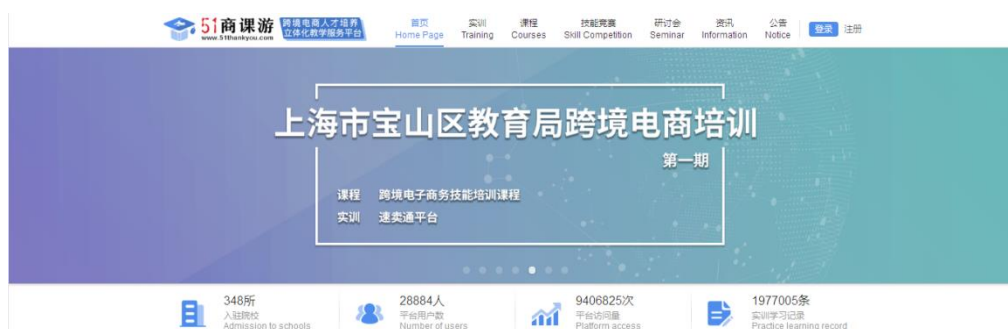 51商课游
www.51thankyou.com
跨境电商人才培养
立体化教学服务平台
首页 实训 课程 技能竞赛 研讨会 资讯 公告
Home Page Training Courses Skill Competition Seminar Information Notice
登录 注册
上海市宝山区教育局跨境电商培训
第一期
课程 跨境电子商务技能培训课程
实训 速卖通平台
348所 28884人 9406825次 1977005条
入驻院校 平台用户数 平台访问量 实训学习记录
Admission to schools Number of users Platform access Practice learning record